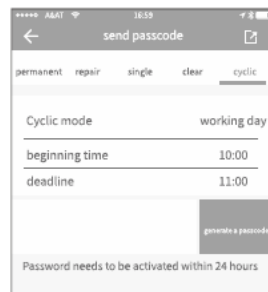 A&AT 16:59
send passcode
permanent repair single clear cyclic
Cyclic mode working day
beginning time 10:00
deadline 11:00
generate a passcode
Password needs to be activated within 24 hours